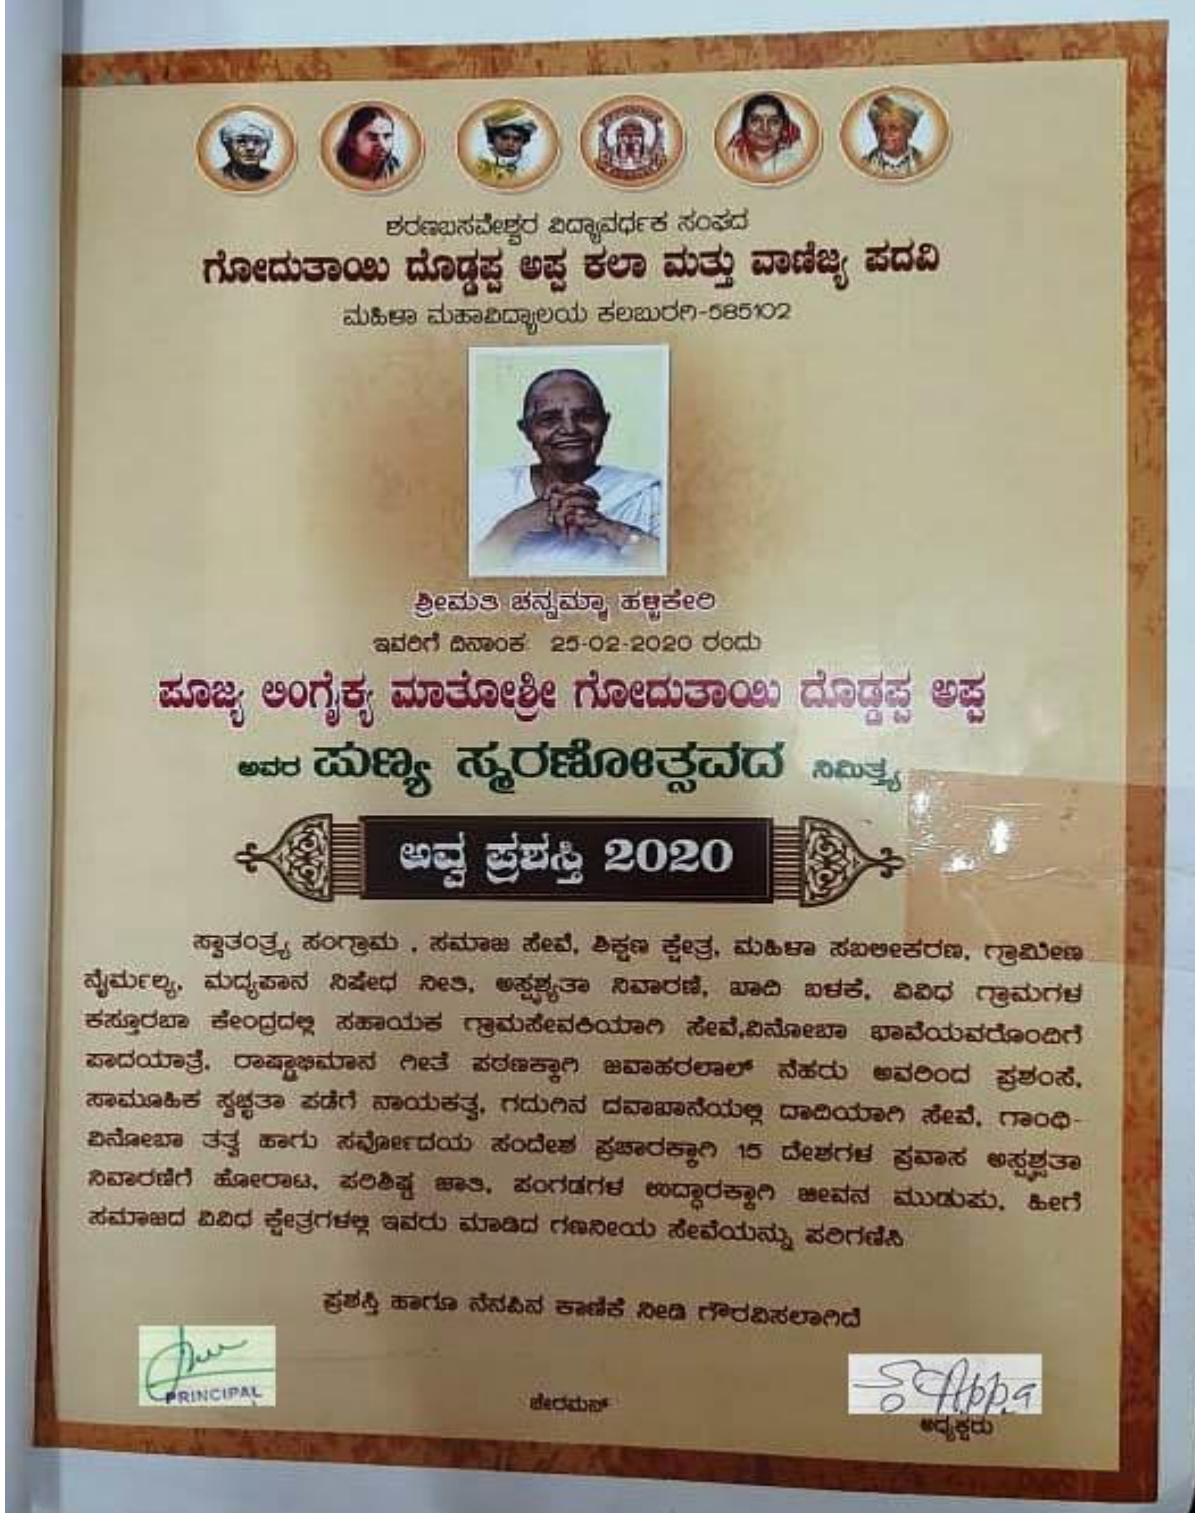 ಶರಣಬಸವೇಶ್ವರ ವಿದ್ಯಾವರ್ಧಕ ಸಂಘದ
ಗೋದುತಾಯಿ ದೊಡ್ಡಪ್ಪ ಅಪ್ಪ ಕಲಾ ಮತ್ತು ವಾಣಿಜ್ಯ ಪದವಿ
ಮಹಿಳಾ ಮಹಾವಿದ್ಯಾಲಯ ಕಲಬುರಗಿ-585102
ಶ್ರೀಮತಿ ಚನ್ನಮ್ಮಾ ಹಳ್ಳಿಕೇರಿ
ಇವರಿಗೆ ದಿನಾಂಕ: 25-02-2020 ರಂದು
ಪೂಜ್ಯ ಲಿಂಗೈಕ್ಯ ಮಾತೋಶ್ರೀ ಗೋದುತಾಯಿ ದೊಡ್ಡಪ್ಪ ಅಪ್ಪ
ಅವರ ಪುಣ್ಯ ಸ್ಮರಣೋತ್ಸವದ ನಿಮಿತ್ತ್ಯ
ಅವ್ವ ಪ್ರಶಸ್ತಿ 2020
ಸ್ವಾತಂತ್ರ್ಯ ಸಂಗ್ರಾಮ , ಸಮಾಜ ಸೇವೆ, ಶಿಕ್ಷಣ ಕ್ಷೇತ್ರ, ಮಹಿಳಾ ಸಬಲೀಕರಣ, ಗ್ರಾಮೀಣ
ನೈರ್ಮಲ್ಯ, ಮದ್ಯಪಾನ ನಿಷೇಧ ನೀತಿ, ಅಸ್ಪೃಶ್ಯತಾ ನಿವಾರಣೆ, ಖಾದಿ ಬಳಕೆ, ವಿವಿಧ ಗ್ರಾಮಗಳ
ಕಸ್ತೂರಬಾ ಕೇಂದ್ರದಲ್ಲಿ ಸಹಾಯಕ ಗ್ರಾಮಸೇವಕಿಯಾಗಿ ಸೇವೆ,ವಿನೋಬಾ ಭಾವೆಯವರೊಂದಿಗೆ
ಪಾದಯಾತ್ರೆ, ರಾಷ್ಟ್ರಾಭಿಮಾನ ಗೀತೆ ಪಠಣಕ್ಕಾಗಿ ಜವಾಹರಲಾಲ್ ನೆಹರು ಅವರಿಂದ ಪ್ರಶಂಸೆ,
ಸಾಮೂಹಿಕ ಸ್ವಚ್ಛತಾ ಪಡೆಗೆ ನಾಯಕತ್ವ, ಗದುಗಿನ ದವಾಖಾನೆಯಲ್ಲಿ ದಾದಿಯಾಗಿ ಸೇವೆ, ಗಾಂಧಿ-
ವಿನೋಬಾ ತತ್ವ ಹಾಗು ಸರ್ವೋದಯ ಸಂದೇಶ ಪ್ರಚಾರಕ್ಕಾಗಿ 15 ದೇಶಗಳ ಪ್ರವಾಸ ಅಸ್ಪೃಶ್ಯತಾ
ನಿವಾರಣೆಗೆ ಹೋರಾಟ, ಪರಿಶಿಷ್ಟ ಜಾತಿ, ಪಂಗಡಗಳ ಉದ್ಧಾರಕ್ಕಾಗಿ ಜೀವನ ಮುಡುಪು, ಹೀಗೆ
ಸಮಾಜದ ವಿವಿಧ ಕ್ಷೇತ್ರಗಳಲ್ಲಿ ಇವರು ಮಾಡಿದ ಗಣನೀಯ ಸೇವೆಯನ್ನು ಪರಿಗಣಿಸಿ
ಪ್ರಶಸ್ತಿ ಹಾಗೂ ನೆನಪಿನ ಕಾಣಿಕೆ ನೀಡಿ ಗೌರವಿಸಲಾಗಿದೆ
PRINCIPAL
ಚೇರಮನ್
Appa
ಅಧ್ಯಕ್ಷರು